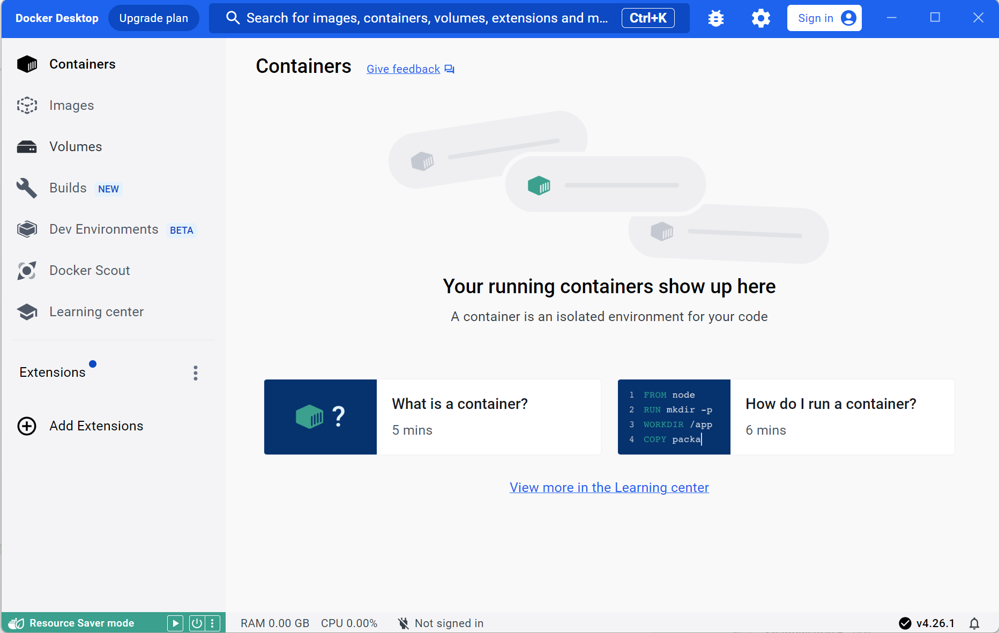 Docker Desktop
Upgrade plan
Search for images, containers, volumes, extensions and m...
Ctrl+K
Sign in
Containers
Images
Volumes
Builds NEW
Dev Environments BETA
Docker Scout
Learning center
Extensions
Add Extensions
Containers
Give feedback
Your running containers show up here
A container is an isolated environment for your code
?
What is a container?
5 mins
1 FROM node
2 RUN mkdir -p
3 WORKDIR /app
4 COPY packa
How do I run a container?
6 mins
View more in the Learning center
Resource Saver mode
RAM 0.00 GB CPU 0.00%
Not signed in
v4.26.1